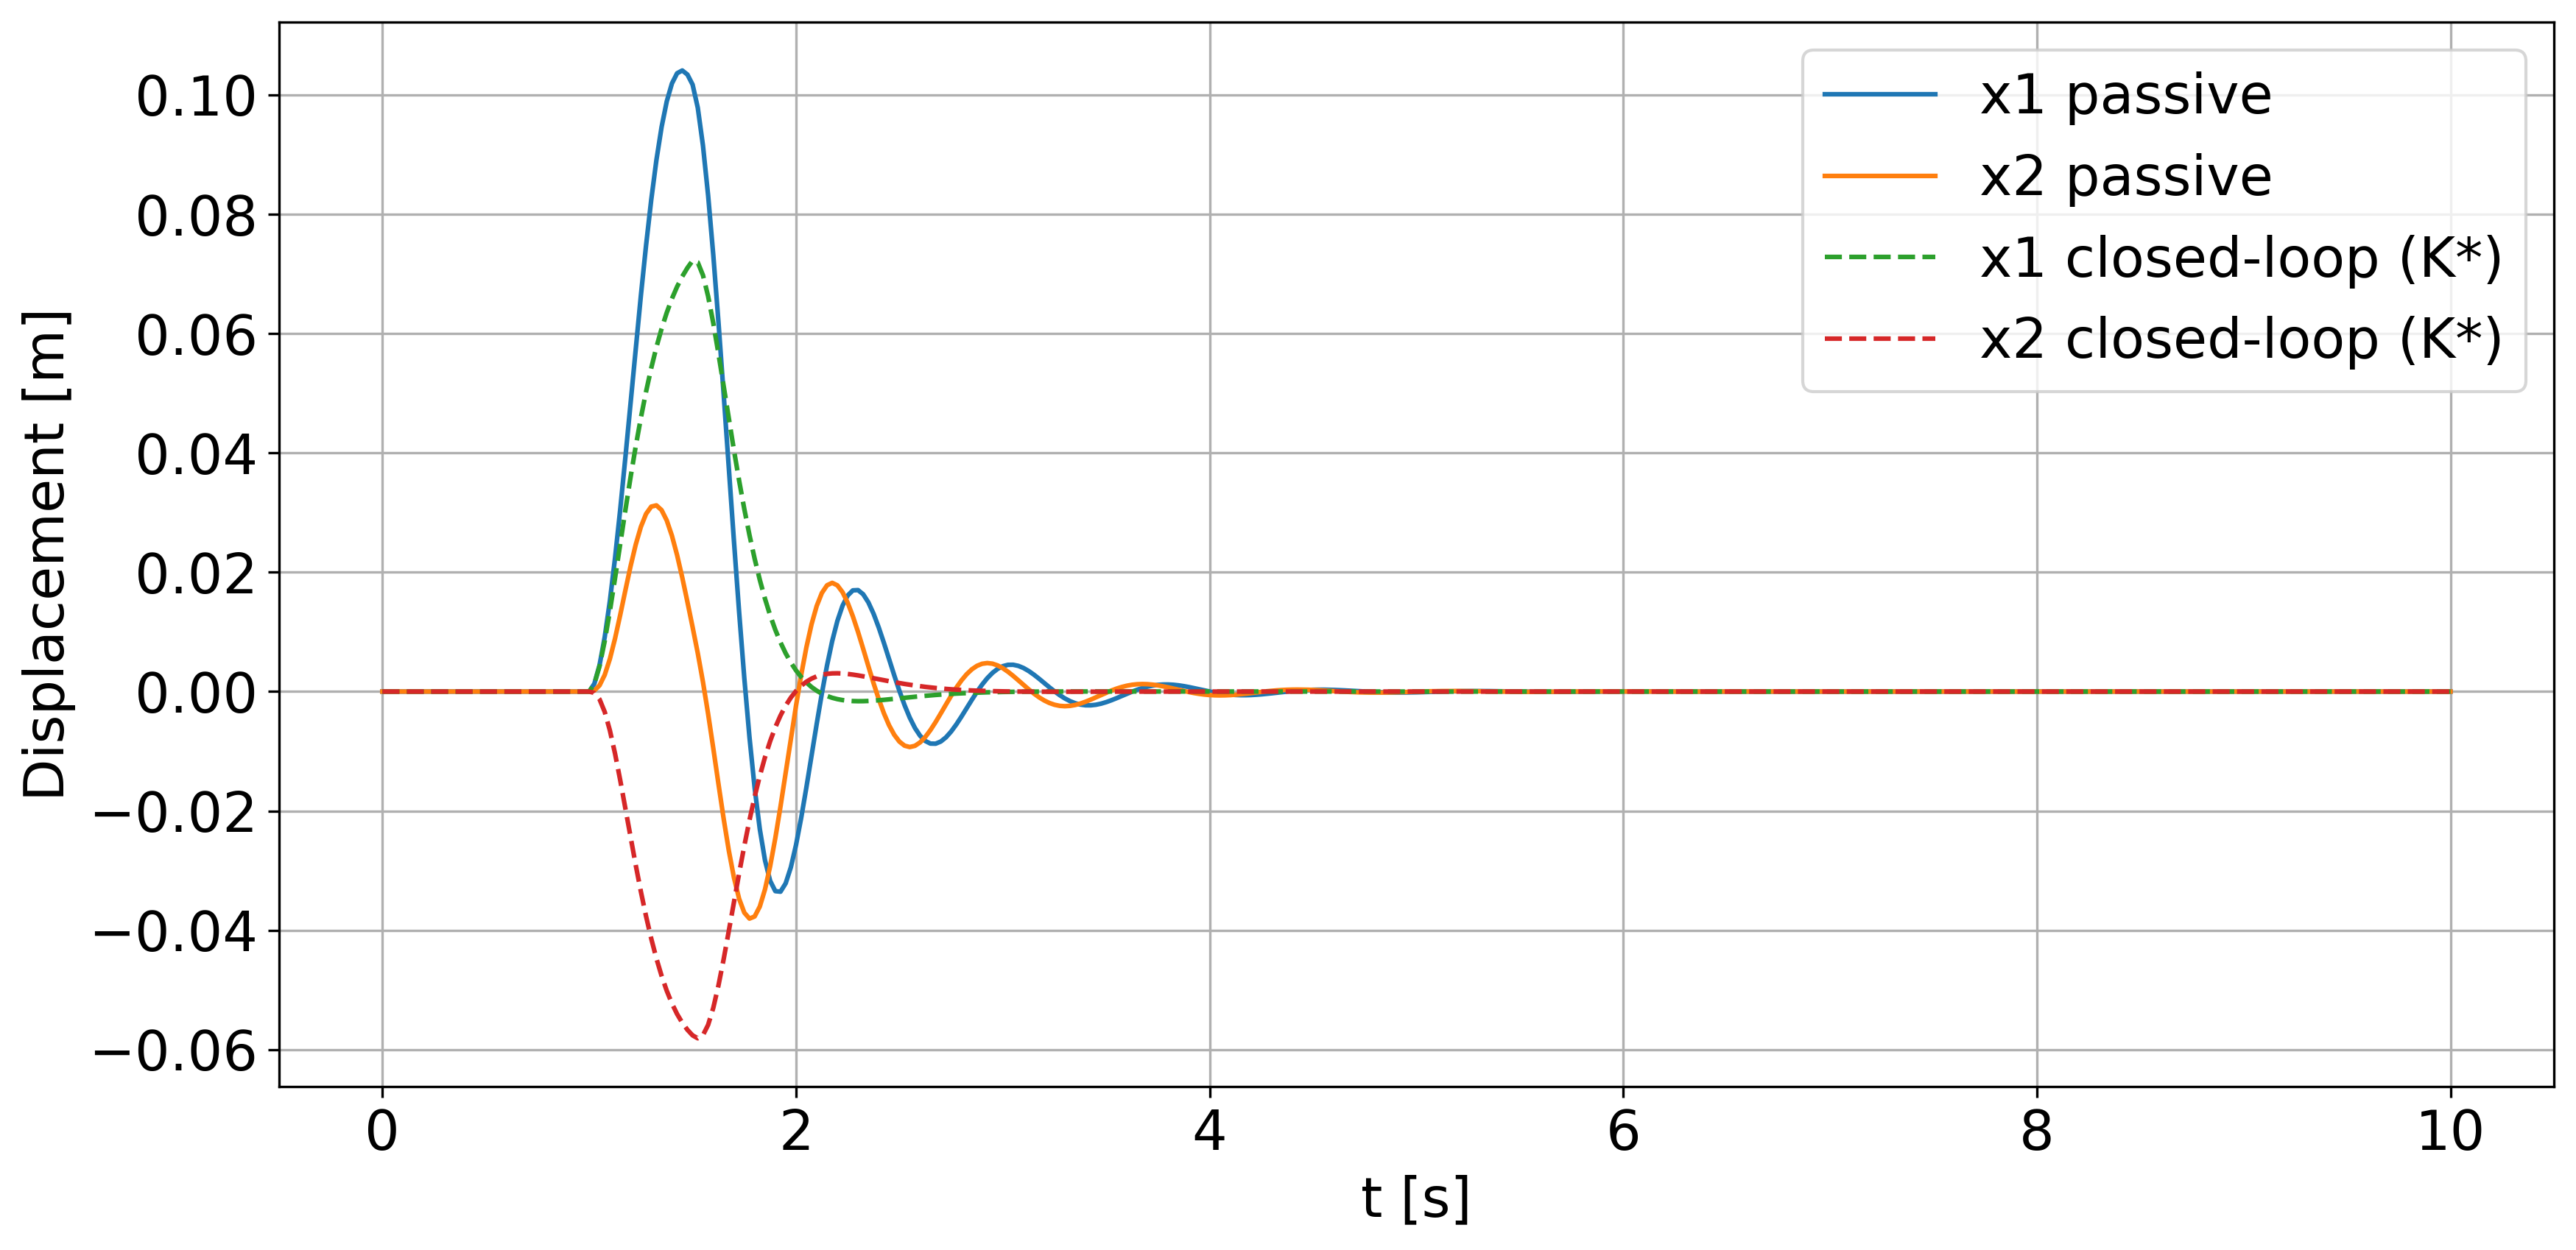 Displacement [m]
0.10
0.08
0.06
0.04
0.02
0.00
−0.02
−0.04
−0.06
x1 passive
x2 passive
x1 closed-loop (K*)
x2 closed-loop (K*)
0 2 4 6 8 10
t [s]